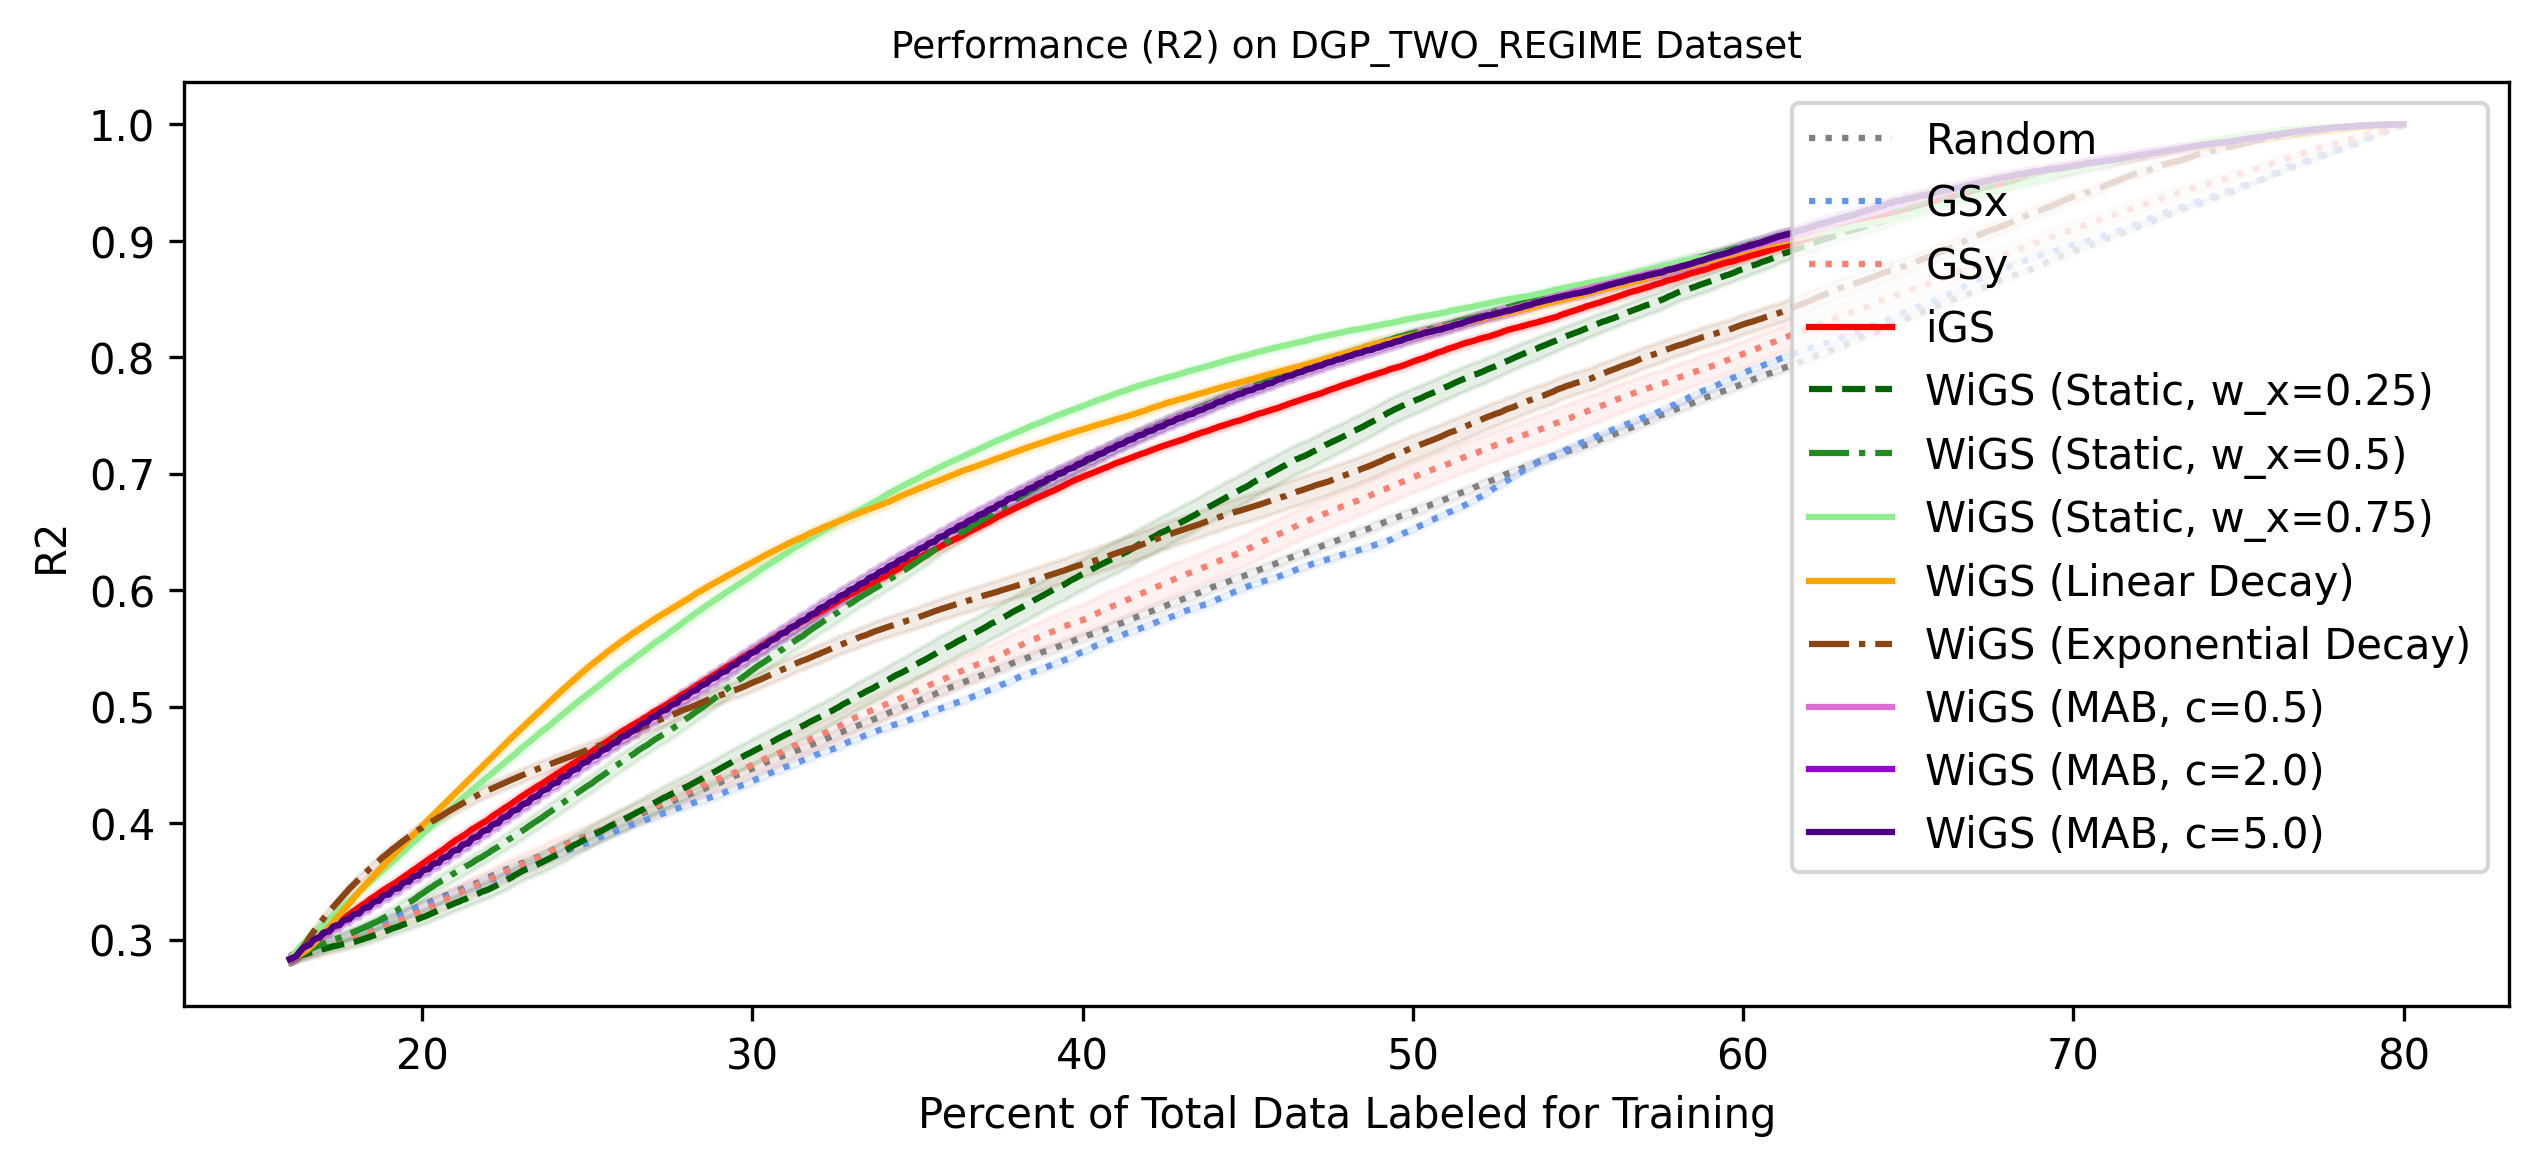 Performance (R2) on DGP_TWO_REGIME Dataset
1.0
0.9
0.8
0.7
0.6
0.5
0.4
0.3
R2
20
30
40
50
60
70
80
Percent of Total Data Labeled for Training
Random
GSx
GSy
iGS
WiGS (Static, w_x=0.25)
WiGS (Static, w_x=0.5)
WiGS (Static, w_x=0.75)
WiGS (Linear Decay)
WiGS (Exponential Decay)
WiGS (MAB, c=0.5)
WiGS (MAB, c=2.0)
WiGS (MAB, c=5.0)